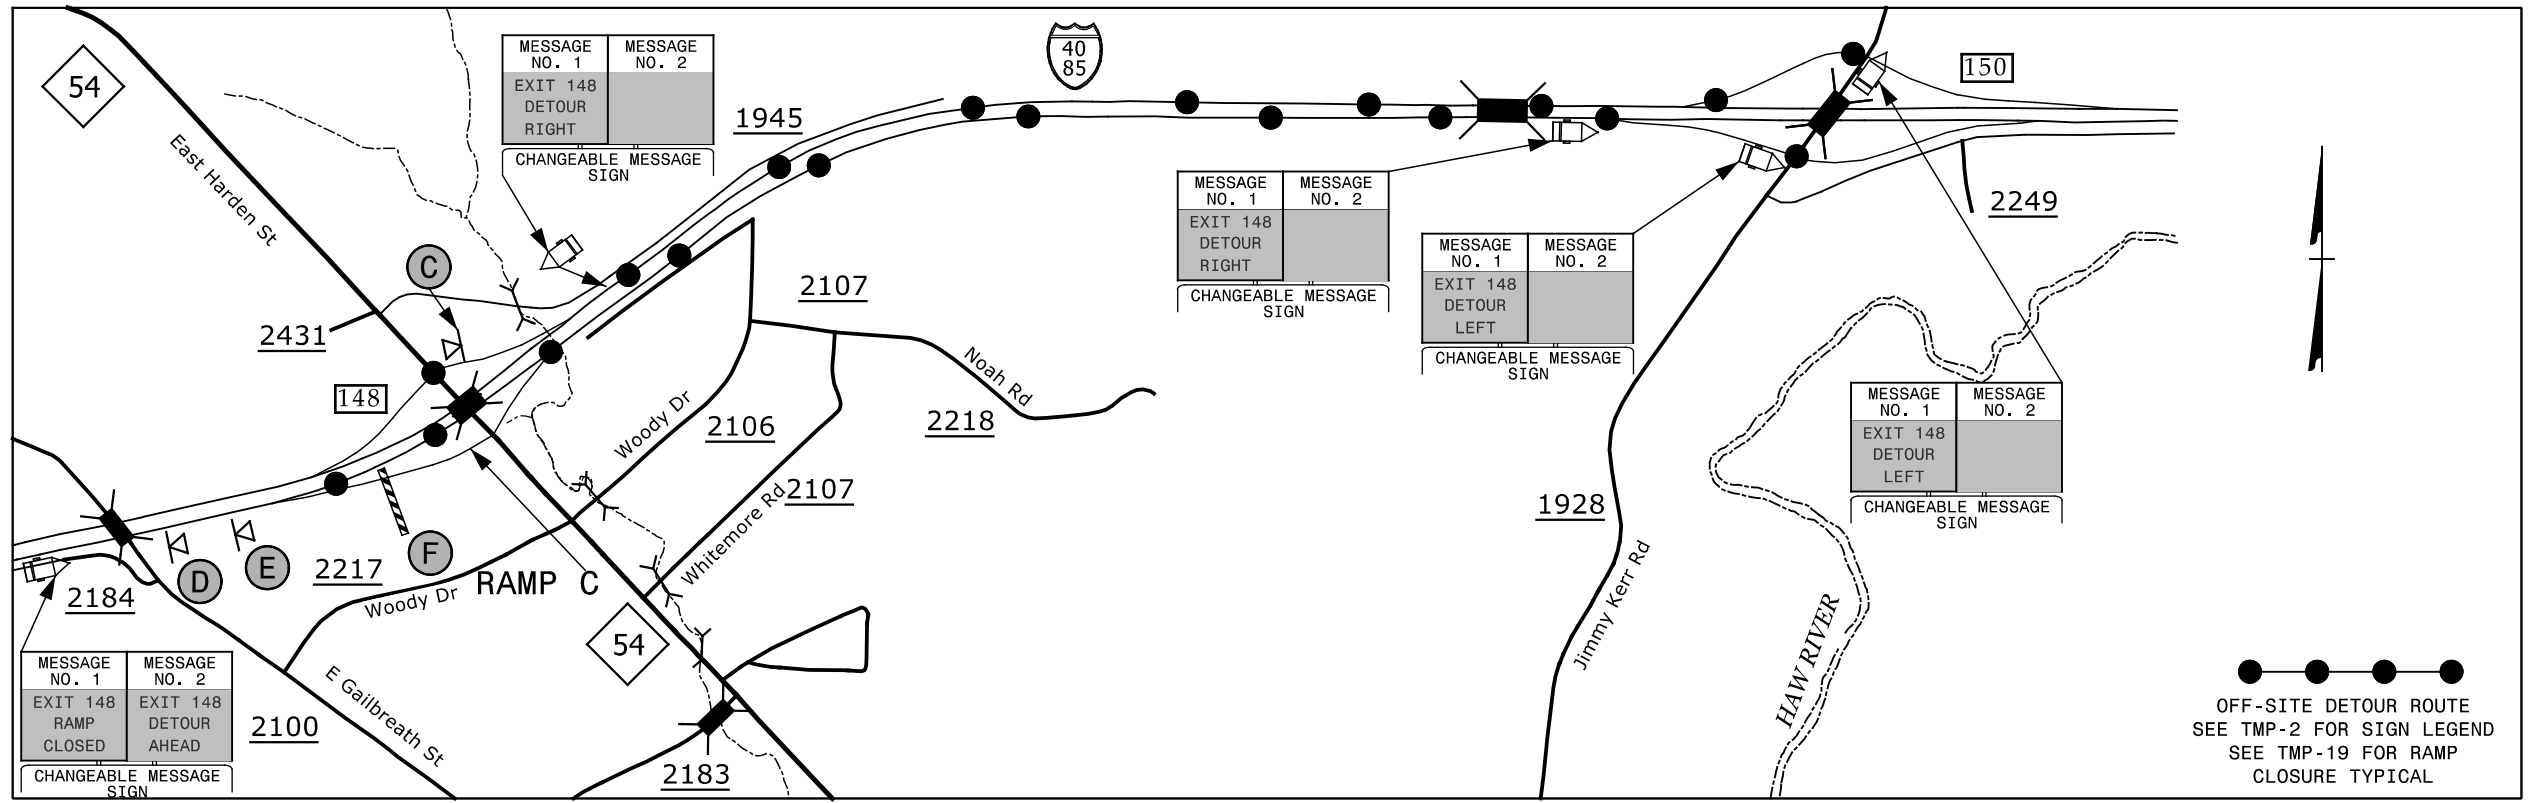 54
East Harden St
MESSAGE NO. 1
MESSAGE NO. 2
EXIT 148
DETOUR
RIGHT
CHANGEABLE MESSAGE
SIGN
1945
40
85
150
C
2431
148
2107
Noah Rd
2218
Woody Dr
2106
2107
Whitemore Rd
MESSAGE NO. 1
MESSAGE NO. 2
EXIT 148
DETOUR
RIGHT
CHANGEABLE MESSAGE
SIGN
MESSAGE NO. 1
MESSAGE NO. 2
EXIT 148
DETOUR
LEFT
CHANGEABLE MESSAGE
SIGN
2249
MESSAGE NO. 1
MESSAGE NO. 2
EXIT 148
DETOUR
LEFT
CHANGEABLE MESSAGE
SIGN
1928
Jimmy Kerr Rd
HAW RIVER
D
E
F
2217
2184
Woody Dr
RAMP C
54
MESSAGE NO. 1
MESSAGE NO. 2
EXIT 148
RAMP
CLOSED
EXIT 148
DETOUR
AHEAD
CHANGEABLE MESSAGE
SIGN
2100
E Gailbreath St
2183
OFF-SITE DETOUR ROUTE
SEE TMP-2 FOR SIGN LEGEND
SEE TMP-19 FOR RAMP
CLOSURE TYPICAL